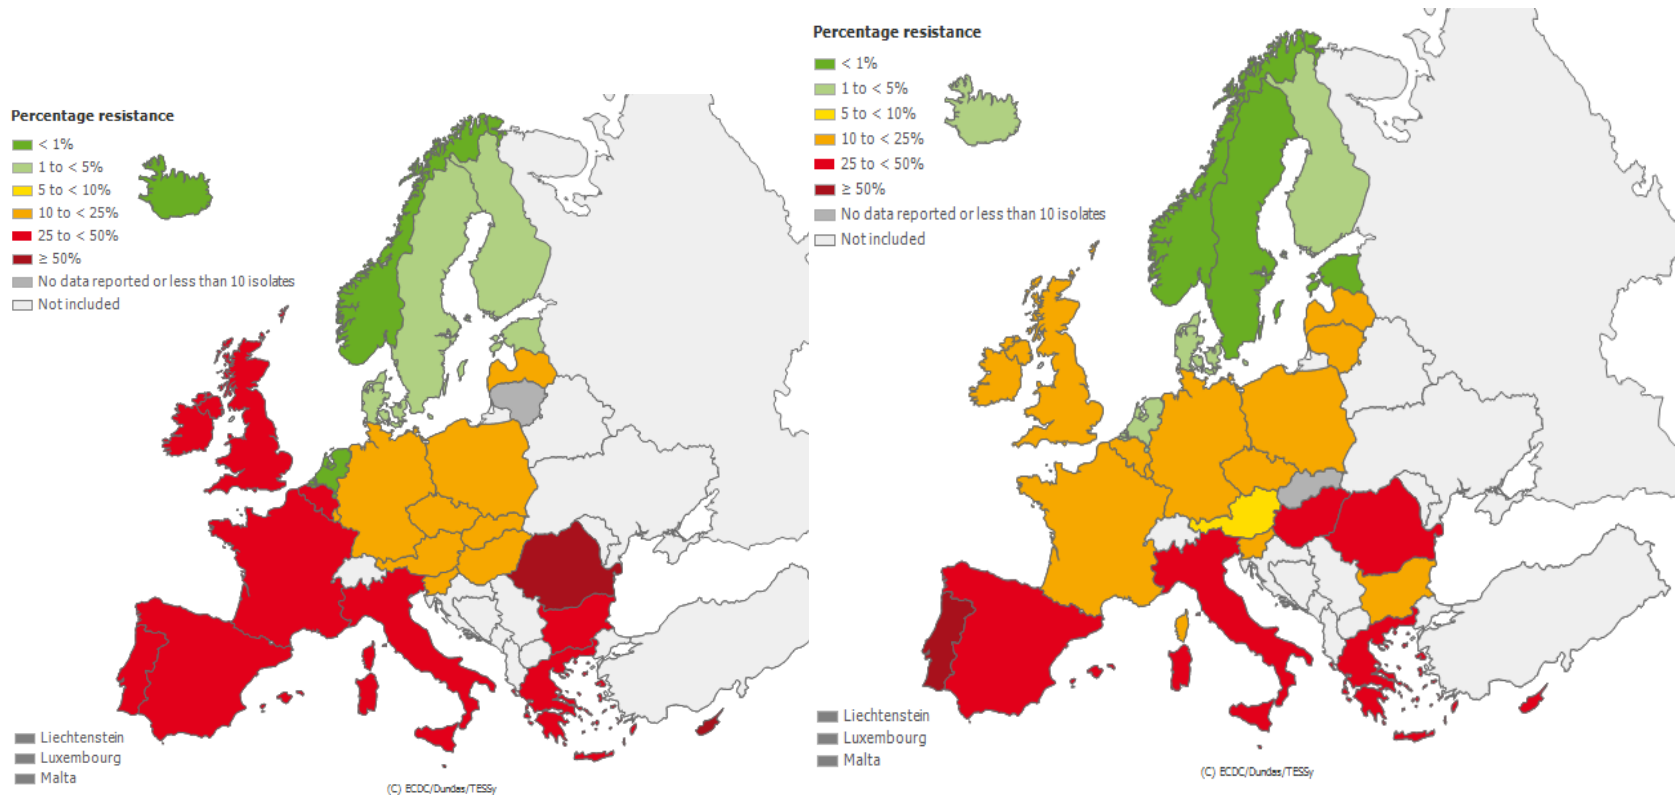 Percentage resistance
< 1%
1 to < 5%
5 to < 10%
10 to < 25%
25 to < 50%
≥ 50%
No data reported or less than 10 isolates
Not included
Liechtenstein
Luxembourg
Malta
(C) ECDC/Dundas/TESSy
Percentage resistance
< 1%
1 to < 5%
5 to < 10%
10 to < 25%
25 to < 50%
≥ 50%
No data reported or less than 10 isolates
Not included
Liechtenstein
Luxembourg
Malta
(C) ECDC/Dundas/TESSy